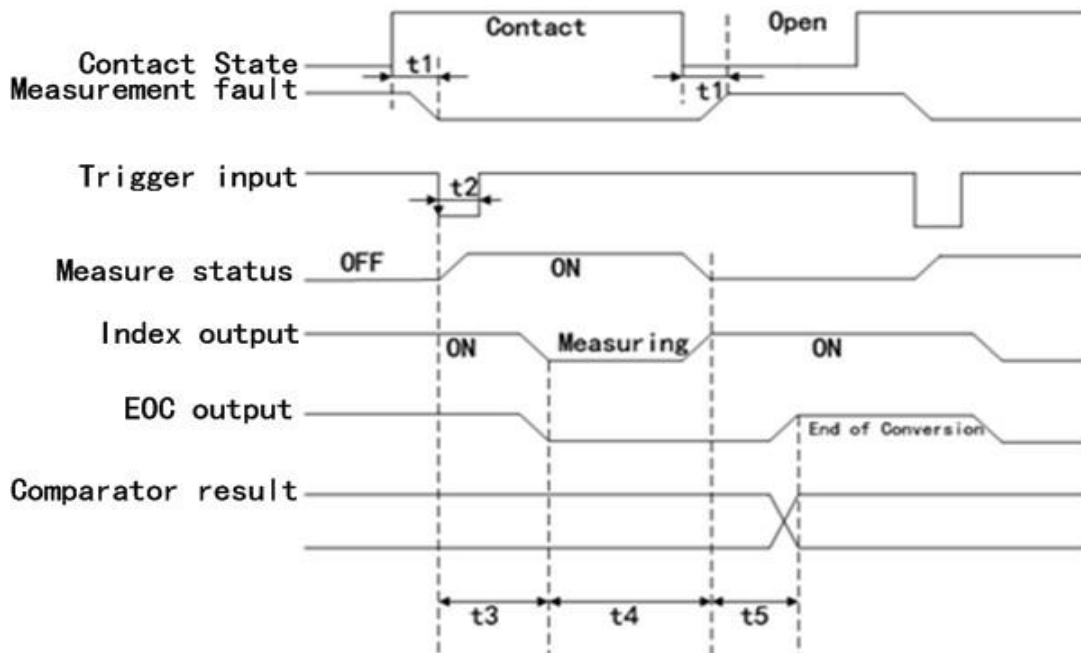 Contact Open
Contact State t1
Measurement fault t1
Trigger input t2
Measure status OFF ON
Index output ON Measuring ON
EOC output End of Conversion
Comparator result
t3 t4 t5